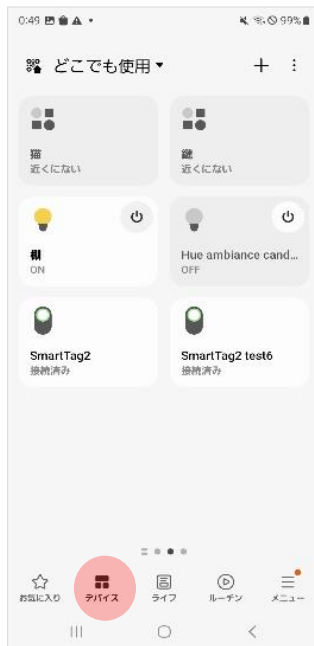 0:49 99%
どこでも使用
猫
近くにない
鍵
近くにない
棚
ON
Hue ambiance cand...
OFF
SmartTag2
接続済み
SmartTag2 test6
接続済み
お気に入り
デバイス
ライフ
ルーチン
メニュー